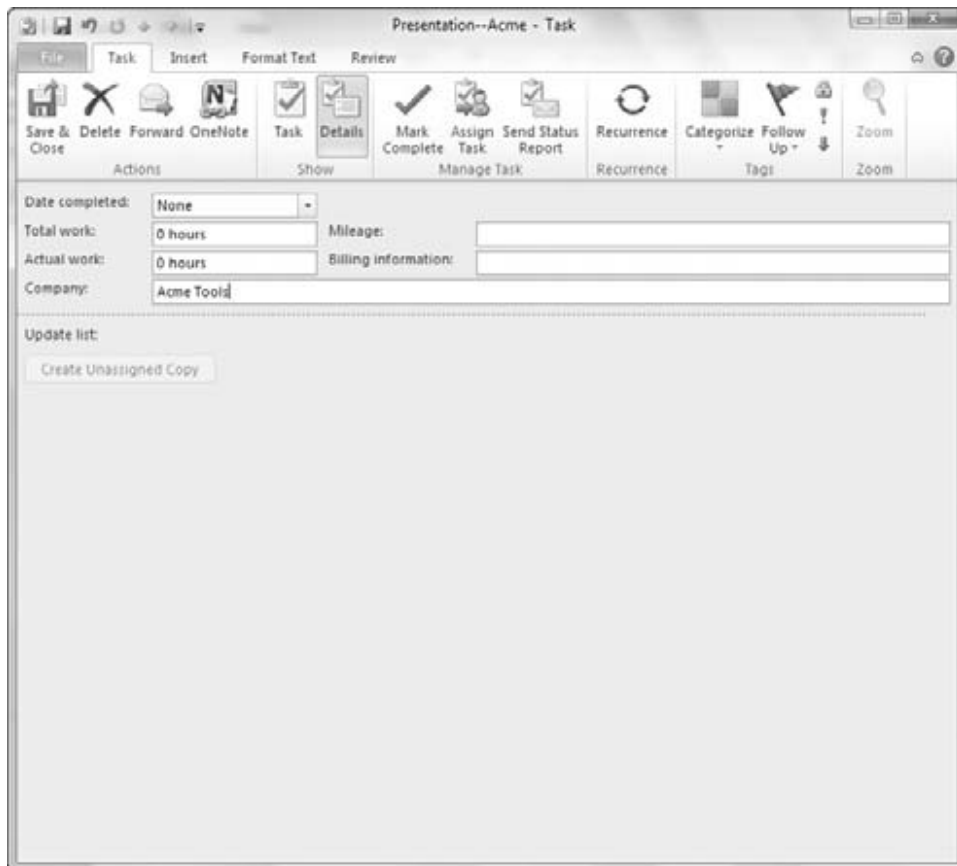 Presentation--Acme - Task
File Task Insert Format Text Review
Save & Close Delete Forward OneNote Task Details Mark Complete Assign Task Send Status Report Recurrence Categorize Follow Up Zoom
Actions Show Manage Task Recurrence Tags Zoom
Date completed: None
Total work: 0 hours Mileage:
Actual work: 0 hours Billing information:
Company: Acme Tools
Update list:
Create Unassigned Copy